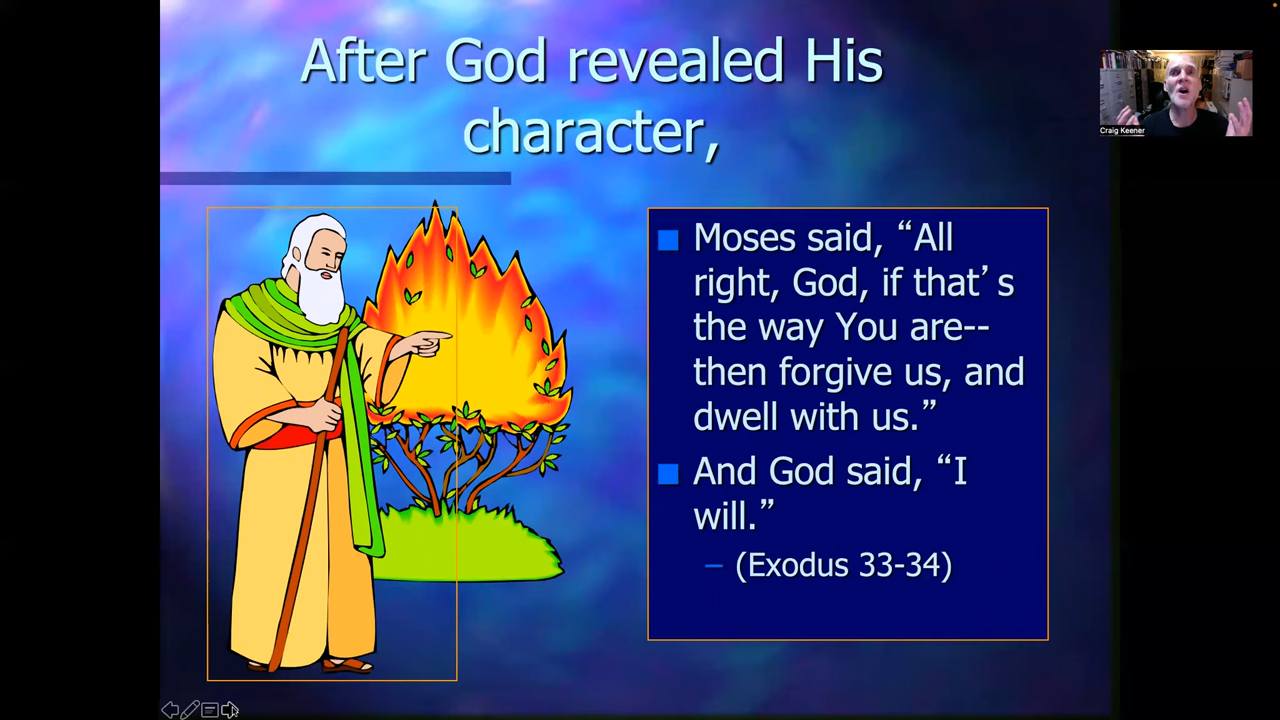 After God revealed His
character,
Craig Keener
Moses said, “All
right, God, if that’s
the way You are--
then forgive us, and
dwell with us.”
And God said, “I
will.”
– (Exodus 33-34)